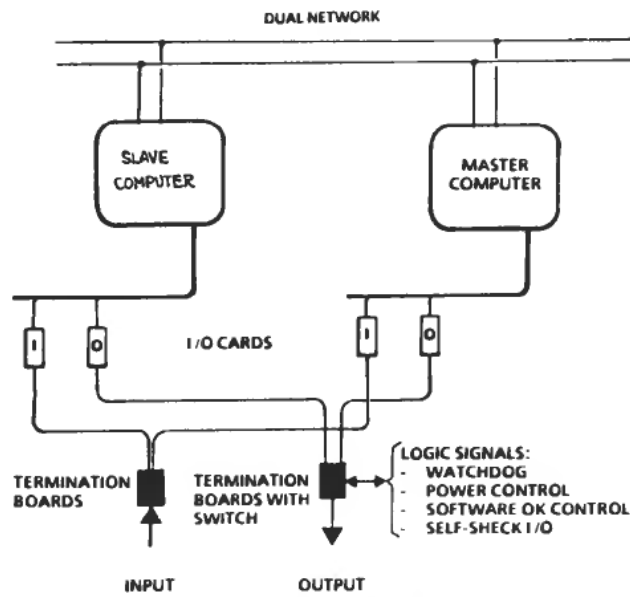 DUAL NETWORK
SLAVE
COMPUTER
MASTER
COMPUTER
I
O
I/O CARDS
I
O
TERMINATION
BOARDS
TERMINATION
BOARDS WITH
SWITCH
LOGIC SIGNALS:
- WATCHDOG
- POWER CONTROL
- SOFTWARE OK CONTROL
- SELF-SHECK I/O
INPUT
OUTPUT